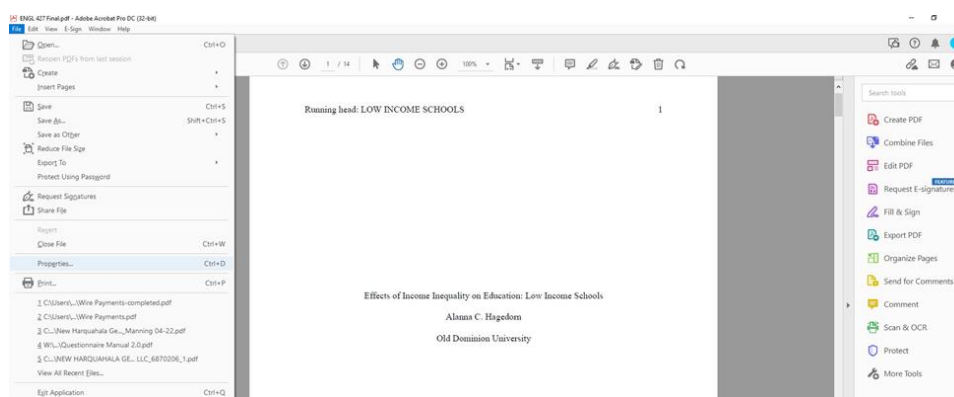 ENGL 427 Final.pdf - Adobe Acrobat Pro DC (32-bit)
File Edit View E-Sign Window Help
Open... Ctrl+O
Reopen PDFs from last session
Create
Insert Pages
Save Ctrl+S
Save As... Shift+Ctrl+S
Save as Other
Reduce File Size
Export To
Protect Using Password
Request Signatures
Share File
Revert
Close File Ctrl+W
Properties... Ctrl+D
Print... Ctrl+P
1 C:\Users\...\Wire Payments-completed.pdf
2 C:\Users\...\Wire Payments.pdf
3 C:...\New Harquahala Ge..._Manning 04-22.pdf
4 W:\...\Questionnaire Manual 2.0.pdf
5 C:...\NEW HARQUAHALA GE... LLC_6870206_1.pdf
View All Recent Files...
Exit Application Ctrl+Q
1 / 14 100%
Running head: LOW INCOME SCHOOLS 1
Effects of Income Inequality on Education: Low Income Schools
Alanna C. Hagedorn
Old Dominion University
Search tools
Create PDF
Combine Files
Edit PDF
FEATURE
Request E-signature
Fill & Sign
Export PDF
Organize Pages
Send for Comments
Comment
Scan & OCR
Protect
More Tools